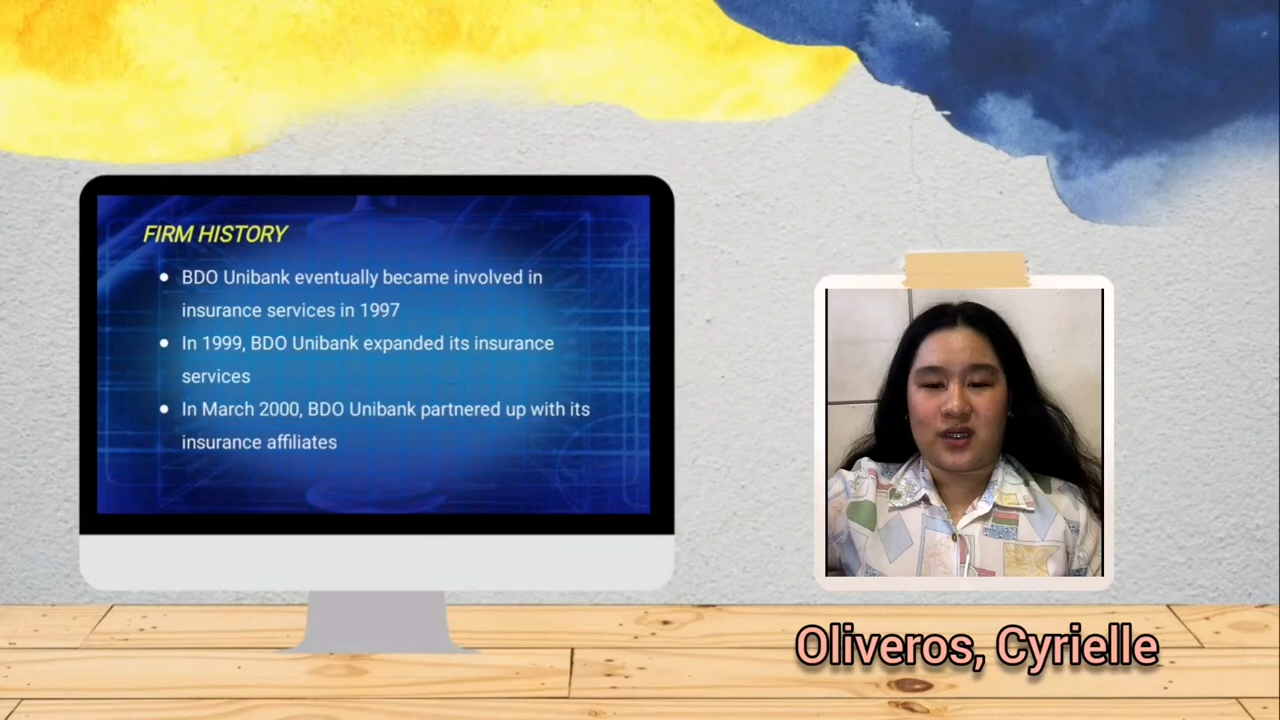 FIRM HISTORY
● BDO Unibank eventually became involved in
insurance services in 1997
● In 1999, BDO Unibank expanded its insurance
services
● In March 2000, BDO Unibank partnered up with its
insurance affiliates
Oliveros, Cyrielle